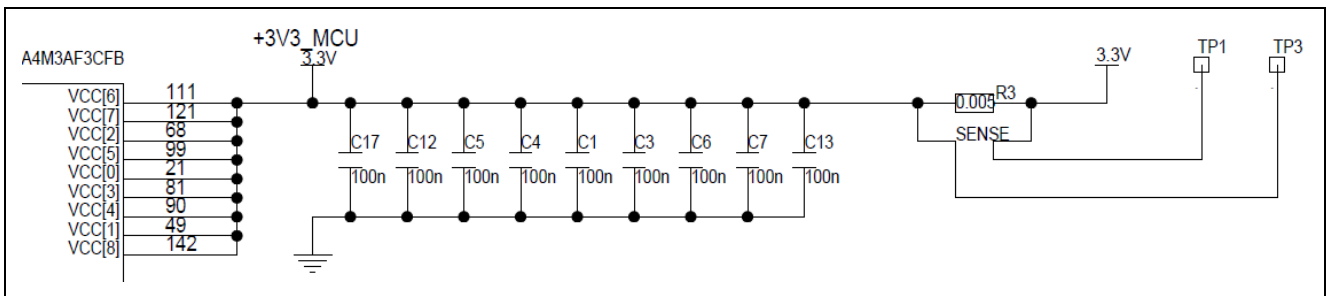 +3V3_MCU
3.3V
A4M3AF3CFB
3.3V
TP1
TP3
VCC[6] 111
VCC[7] 121
VCC[2] 68
VCC[5] 99
VCC[0] 21
VCC[3] 81
VCC[4] 90
VCC[1] 49
VCC[8] 142
0.005 R3
SENSE
C17 C12 C5 C4 C1 C3 C6 C7 C13
100n 100n 100n 100n 100n 100n 100n 100n 100n